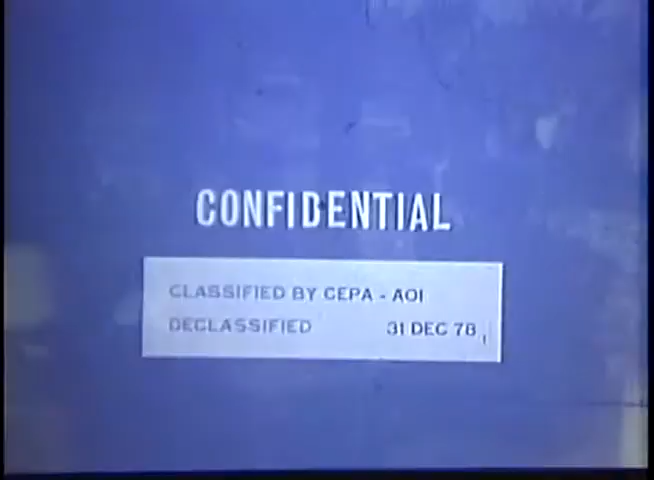 CONFIDENTIAL
CLASSIFIED BY CEPA - AOI
DECLASSIFIED 31 DEC 78